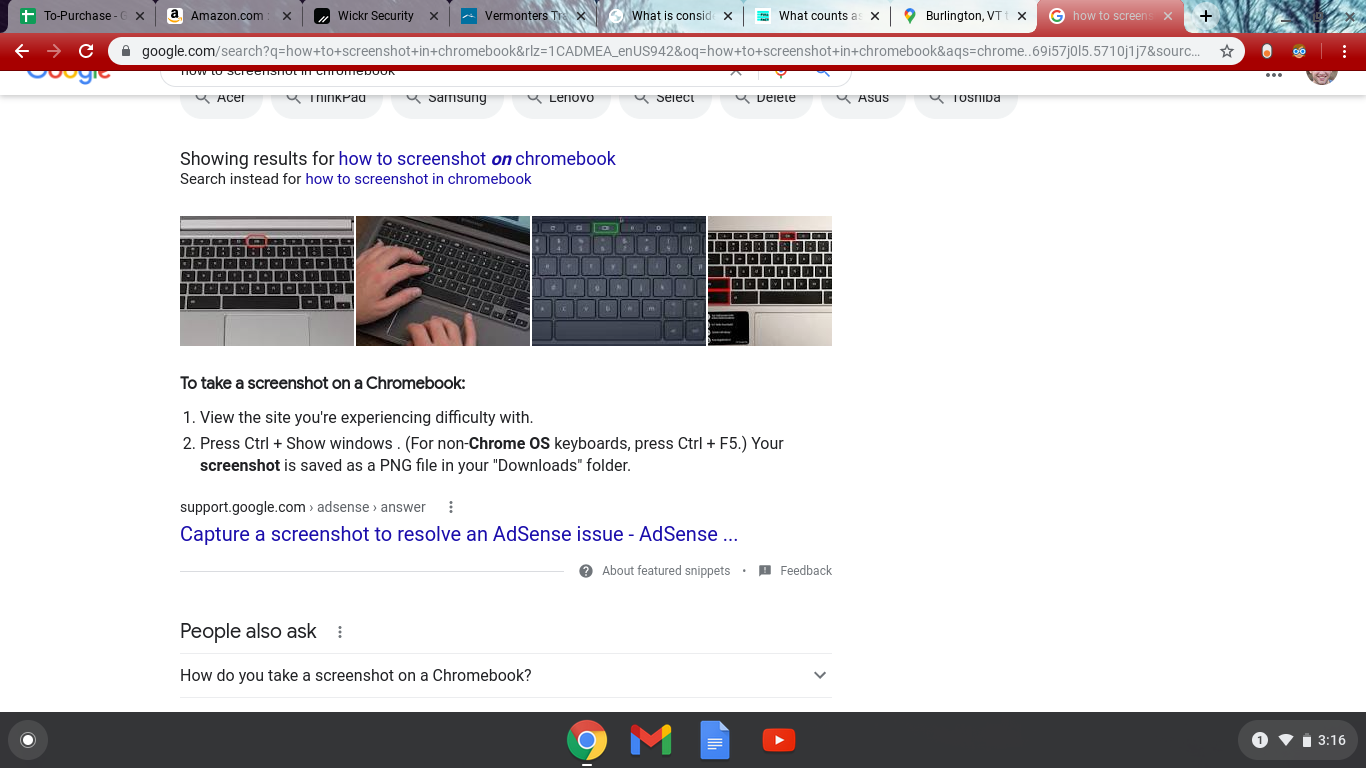 To-Purchase - G
Amazon.com :
Wickr Security
Vermonters Tra
What is consid
What counts as
Burlington, VT t
how to screens
google.com/search?q=how+to+screenshot+in+chromebook&rlz=1CADMEA_enUS942&oq=how+to+screenshot+in+chromebook&aqs=chrome..69i57j0l5.5710j1j7&sourc...
Google
how to screenshot in chromebook
Acer
ThinkPad
Samsung
Lenovo
Select
Delete
Asus
Toshiba
Showing results for how to screenshot on chromebook
Search instead for how to screenshot in chromebook
To take a screenshot on a Chromebook:
1. View the site you're experiencing difficulty with.
2. Press Ctrl + Show windows . (For non-Chrome OS keyboards, press Ctrl + F5.) Your
screenshot is saved as a PNG file in your "Downloads" folder.
support.google.com › adsense › answer
Capture a screenshot to resolve an AdSense issue - AdSense ...
About featured snippets • Feedback
People also ask
How do you take a screenshot on a Chromebook?
1 3:16